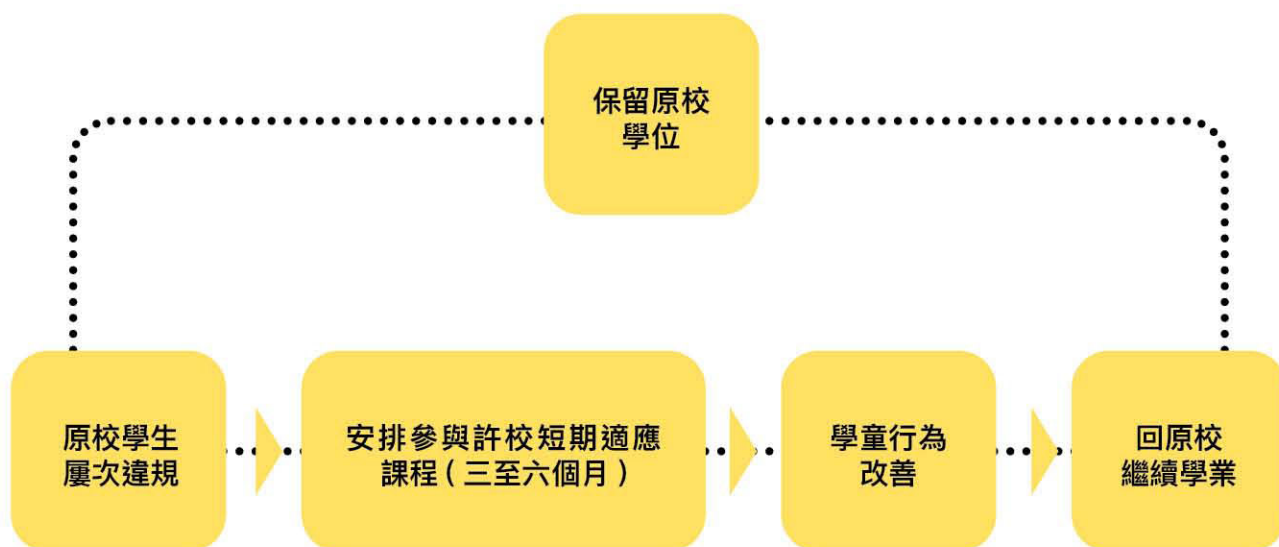 保留原校
學位
原校學生
屢次違規
安排參與許校短期適應
課程（三至六個月）
學童行為
改善
回原校
繼續學業